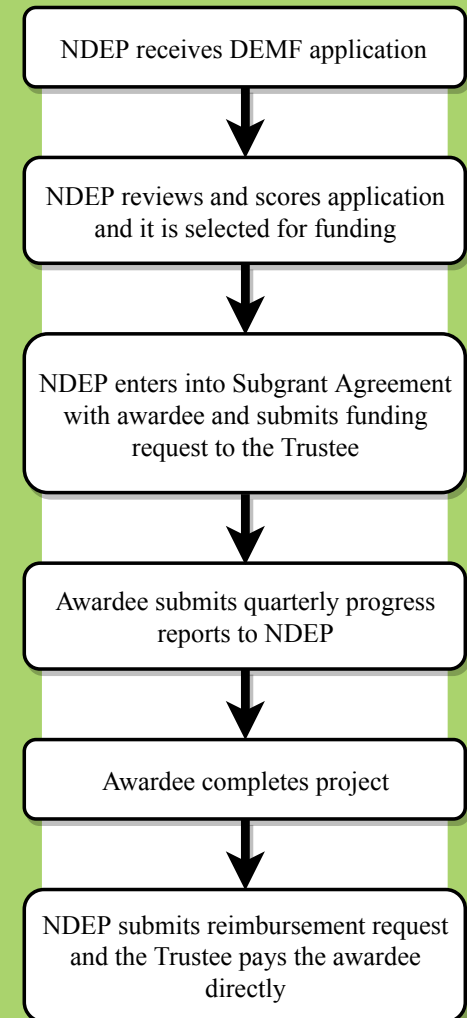 NDEP receives DEMF application
NDEP reviews and scores application
and it is selected for funding
NDEP enters into Subgrant Agreement
with awardee and submits funding
request to the Trustee
Awardee submits quarterly progress
reports to NDEP
Awardee completes project
NDEP submits reimbursement request
and the Trustee pays the awardee
directly